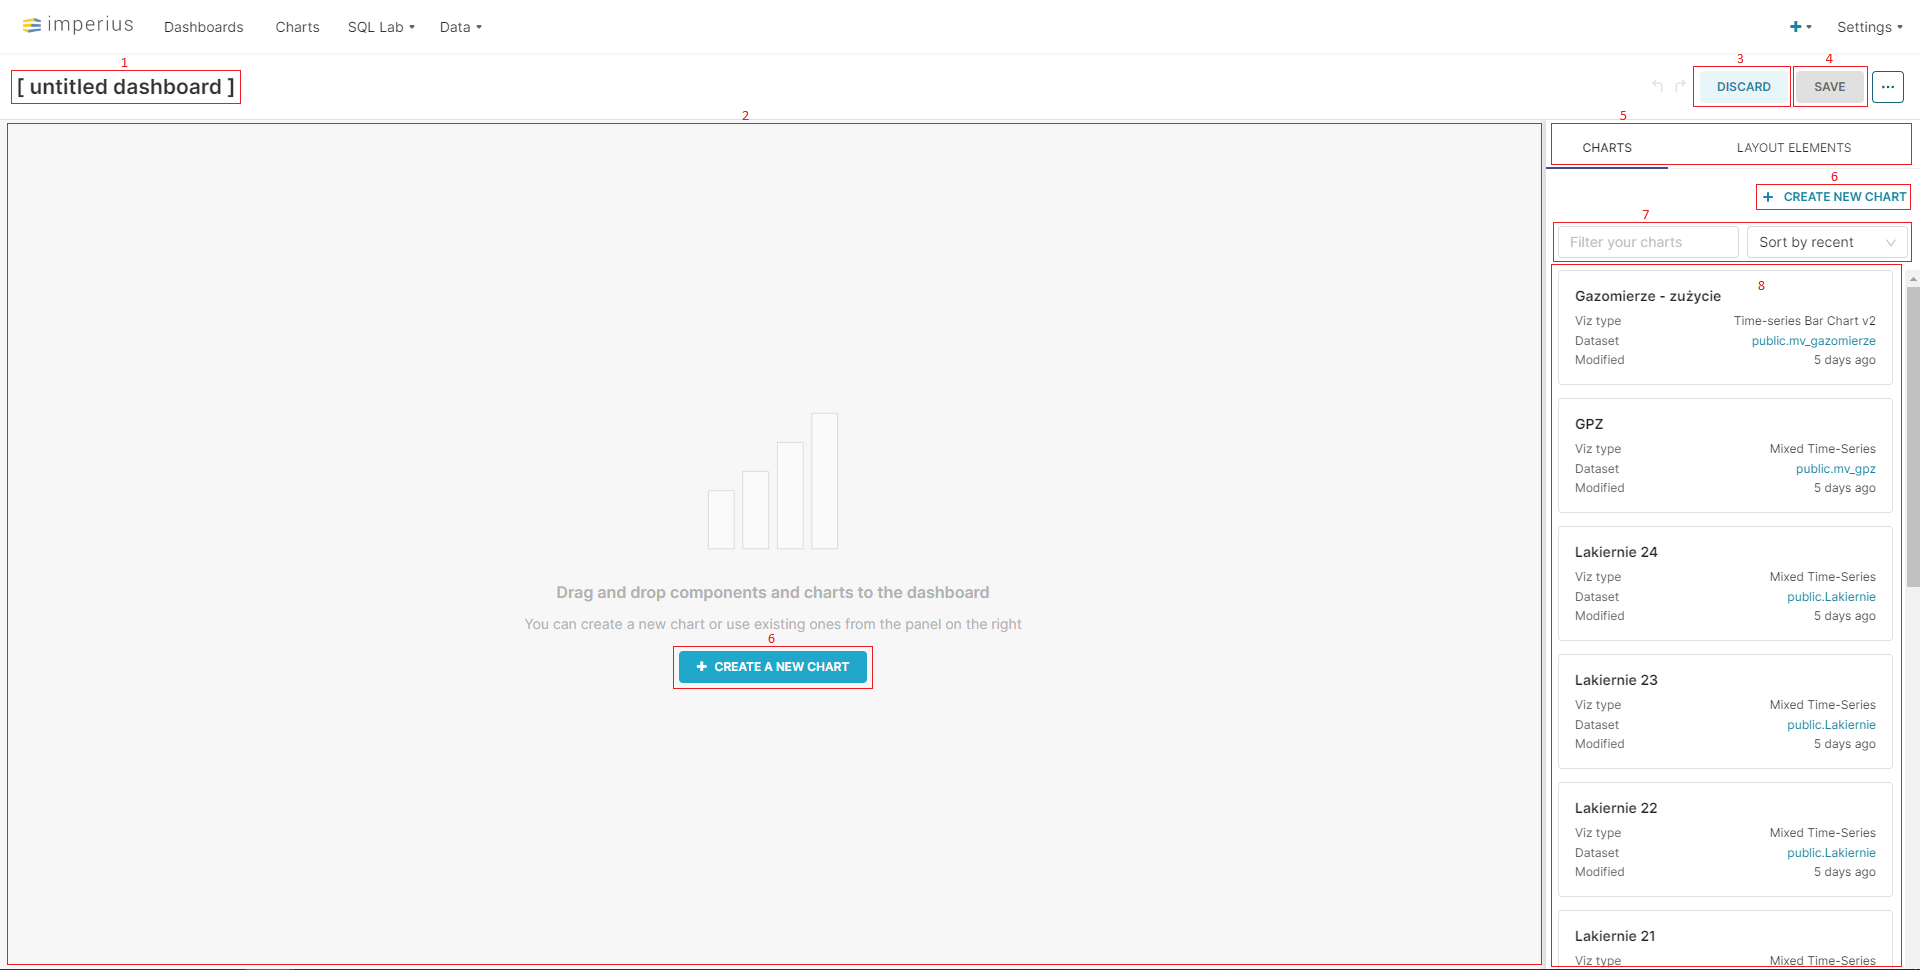 imperius Dashboards Charts SQL Lab Data + Settings
1
[ untitled dashboard ]
3
DISCARD
4
SAVE
...
2
5
CHARTS LAYOUT ELEMENTS
6
+ CREATE NEW CHART
7
Filter your charts Sort by recent
8
Gazomierze - zużycie
Viz type Time-series Bar Chart v2
Dataset public.mv_gazomierze
Modified 5 days ago
GPZ
Viz type Mixed Time-Series
Dataset public.mv_gpz
Modified 5 days ago
Lakiernie 24
Viz type Mixed Time-Series
Dataset public.Lakiernie
Modified 5 days ago
Lakiernie 23
Viz type Mixed Time-Series
Dataset public.Lakiernie
Modified 5 days ago
Lakiernie 22
Viz type Mixed Time-Series
Dataset public.Lakiernie
Modified 5 days ago
Lakiernie 21
Viz type Mixed Time-Series
Drag and drop components and charts to the dashboard
You can create a new chart or use existing ones from the panel on the right
6
+ CREATE A NEW CHART